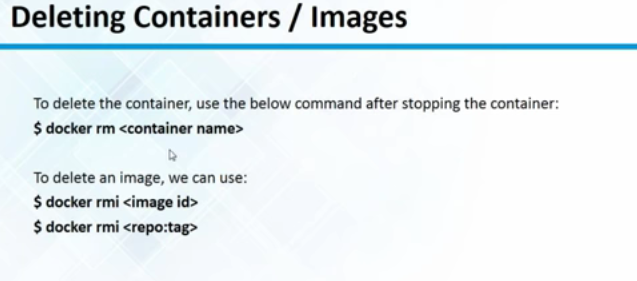 Deleting Containers / Images
To delete the container, use the below command after stopping the container:
$ docker rm <container name>
To delete an image, we can use:
$ docker rmi <image id>
$ docker rmi <repo:tag>